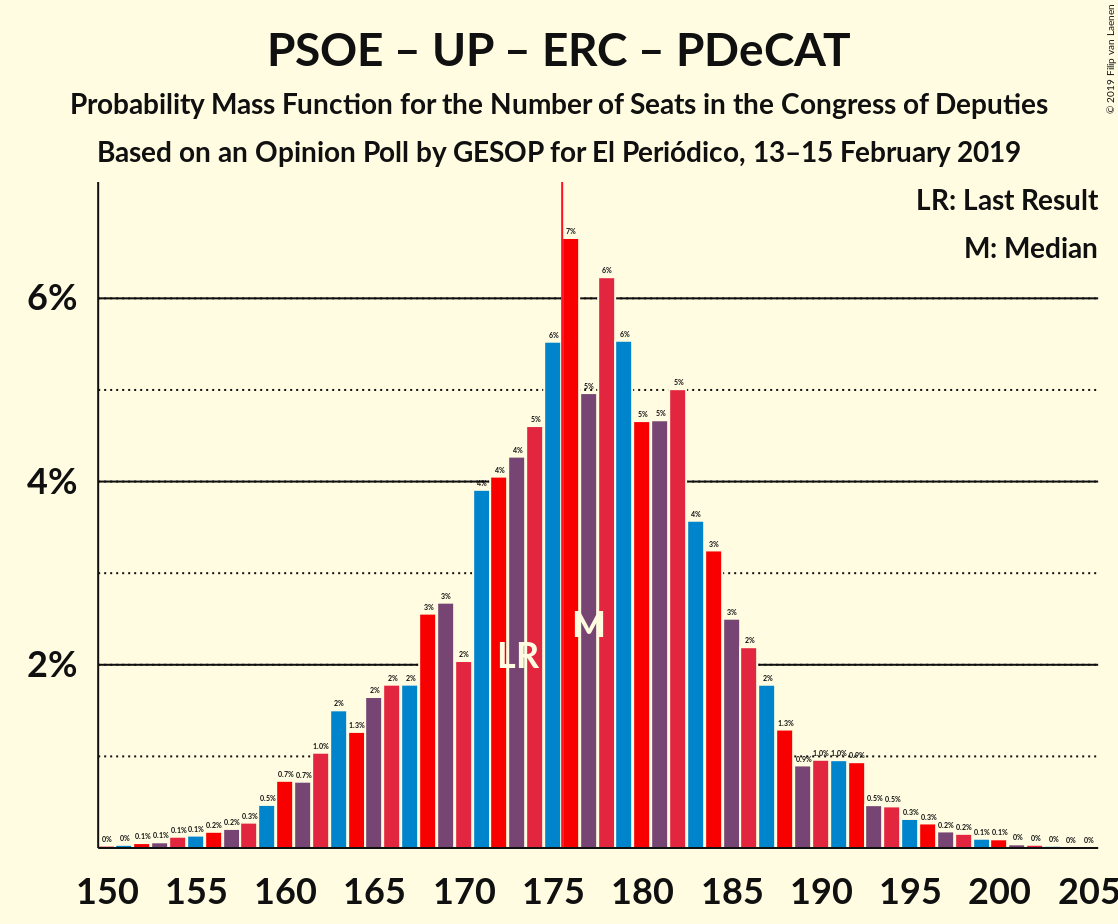 PSOE – UP – ERC – PDeCAT
Probability Mass Function for the Number of Seats in the Congress of Deputies
Based on an Opinion Poll by GESOP for El Periódico, 13–15 February 2019
© 2019 Filip van Laenen
LR: Last Result
M: Median
6%
4%
2%
0% 0% 0.1% 0.1% 0.1% 0.1% 0.2% 0.2% 0.3% 0.5% 0.7% 0.7% 1.0% 2% 1.3% 2% 2% 2% 3% 3% 2% 4% 4% 4% 5% 6% 7% 5% 6% 6% 5% 5% 5% 4% 3% 3% 2% 2% 1.3% 0.9% 1.0% 1.0% 0.9% 0.5% 0.5% 0.3% 0.3% 0.2% 0.2% 0.1% 0.1% 0% 0% 0% 0% 0%
LR
M
150 155 160 165 170 175 180 185 190 195 200 205